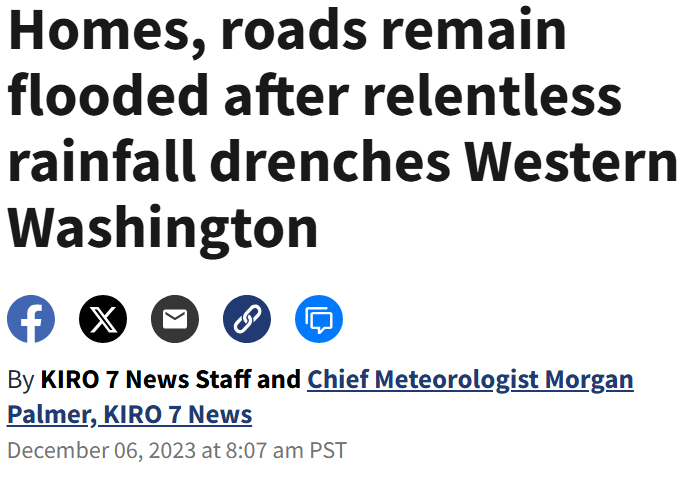 Homes, roads remain
flooded after relentless
rainfall drenches Western
Washington
By KIRO 7 News Staff and Chief Meteorologist Morgan
Palmer, KIRO 7 News
December 06, 2023 at 8:07 am PST